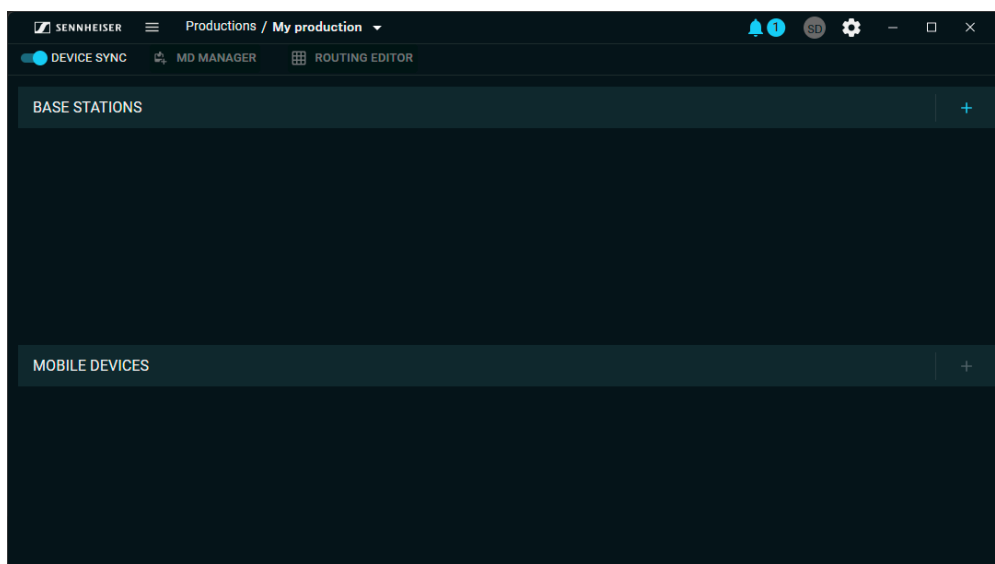 SENNHEISER Productions / My production 1 SD
DEVICE SYNC MD MANAGER ROUTING EDITOR
BASE STATIONS +
MOBILE DEVICES +